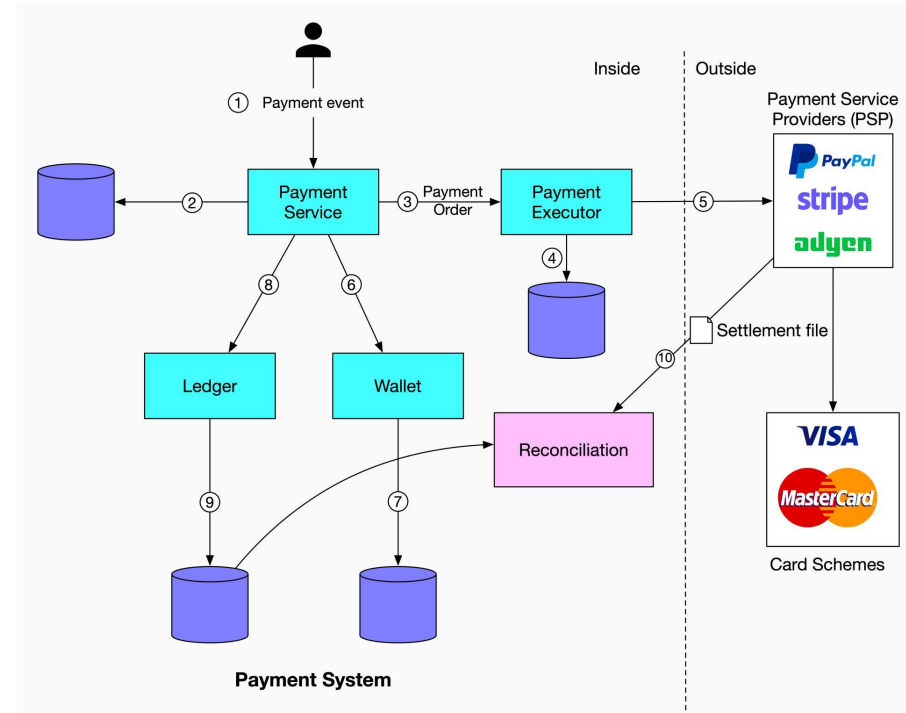 Inside
Outside
1
Payment event
Payment Service
Providers (PSP)
PayPal
stripe
adyen
2
Payment
Service
3
Payment
Order
Payment
Executor
5
4
8
6
Settlement file
10
Ledger
Wallet
Reconciliation
VISA
MasterCard
9
7
Card Schemes
Payment System